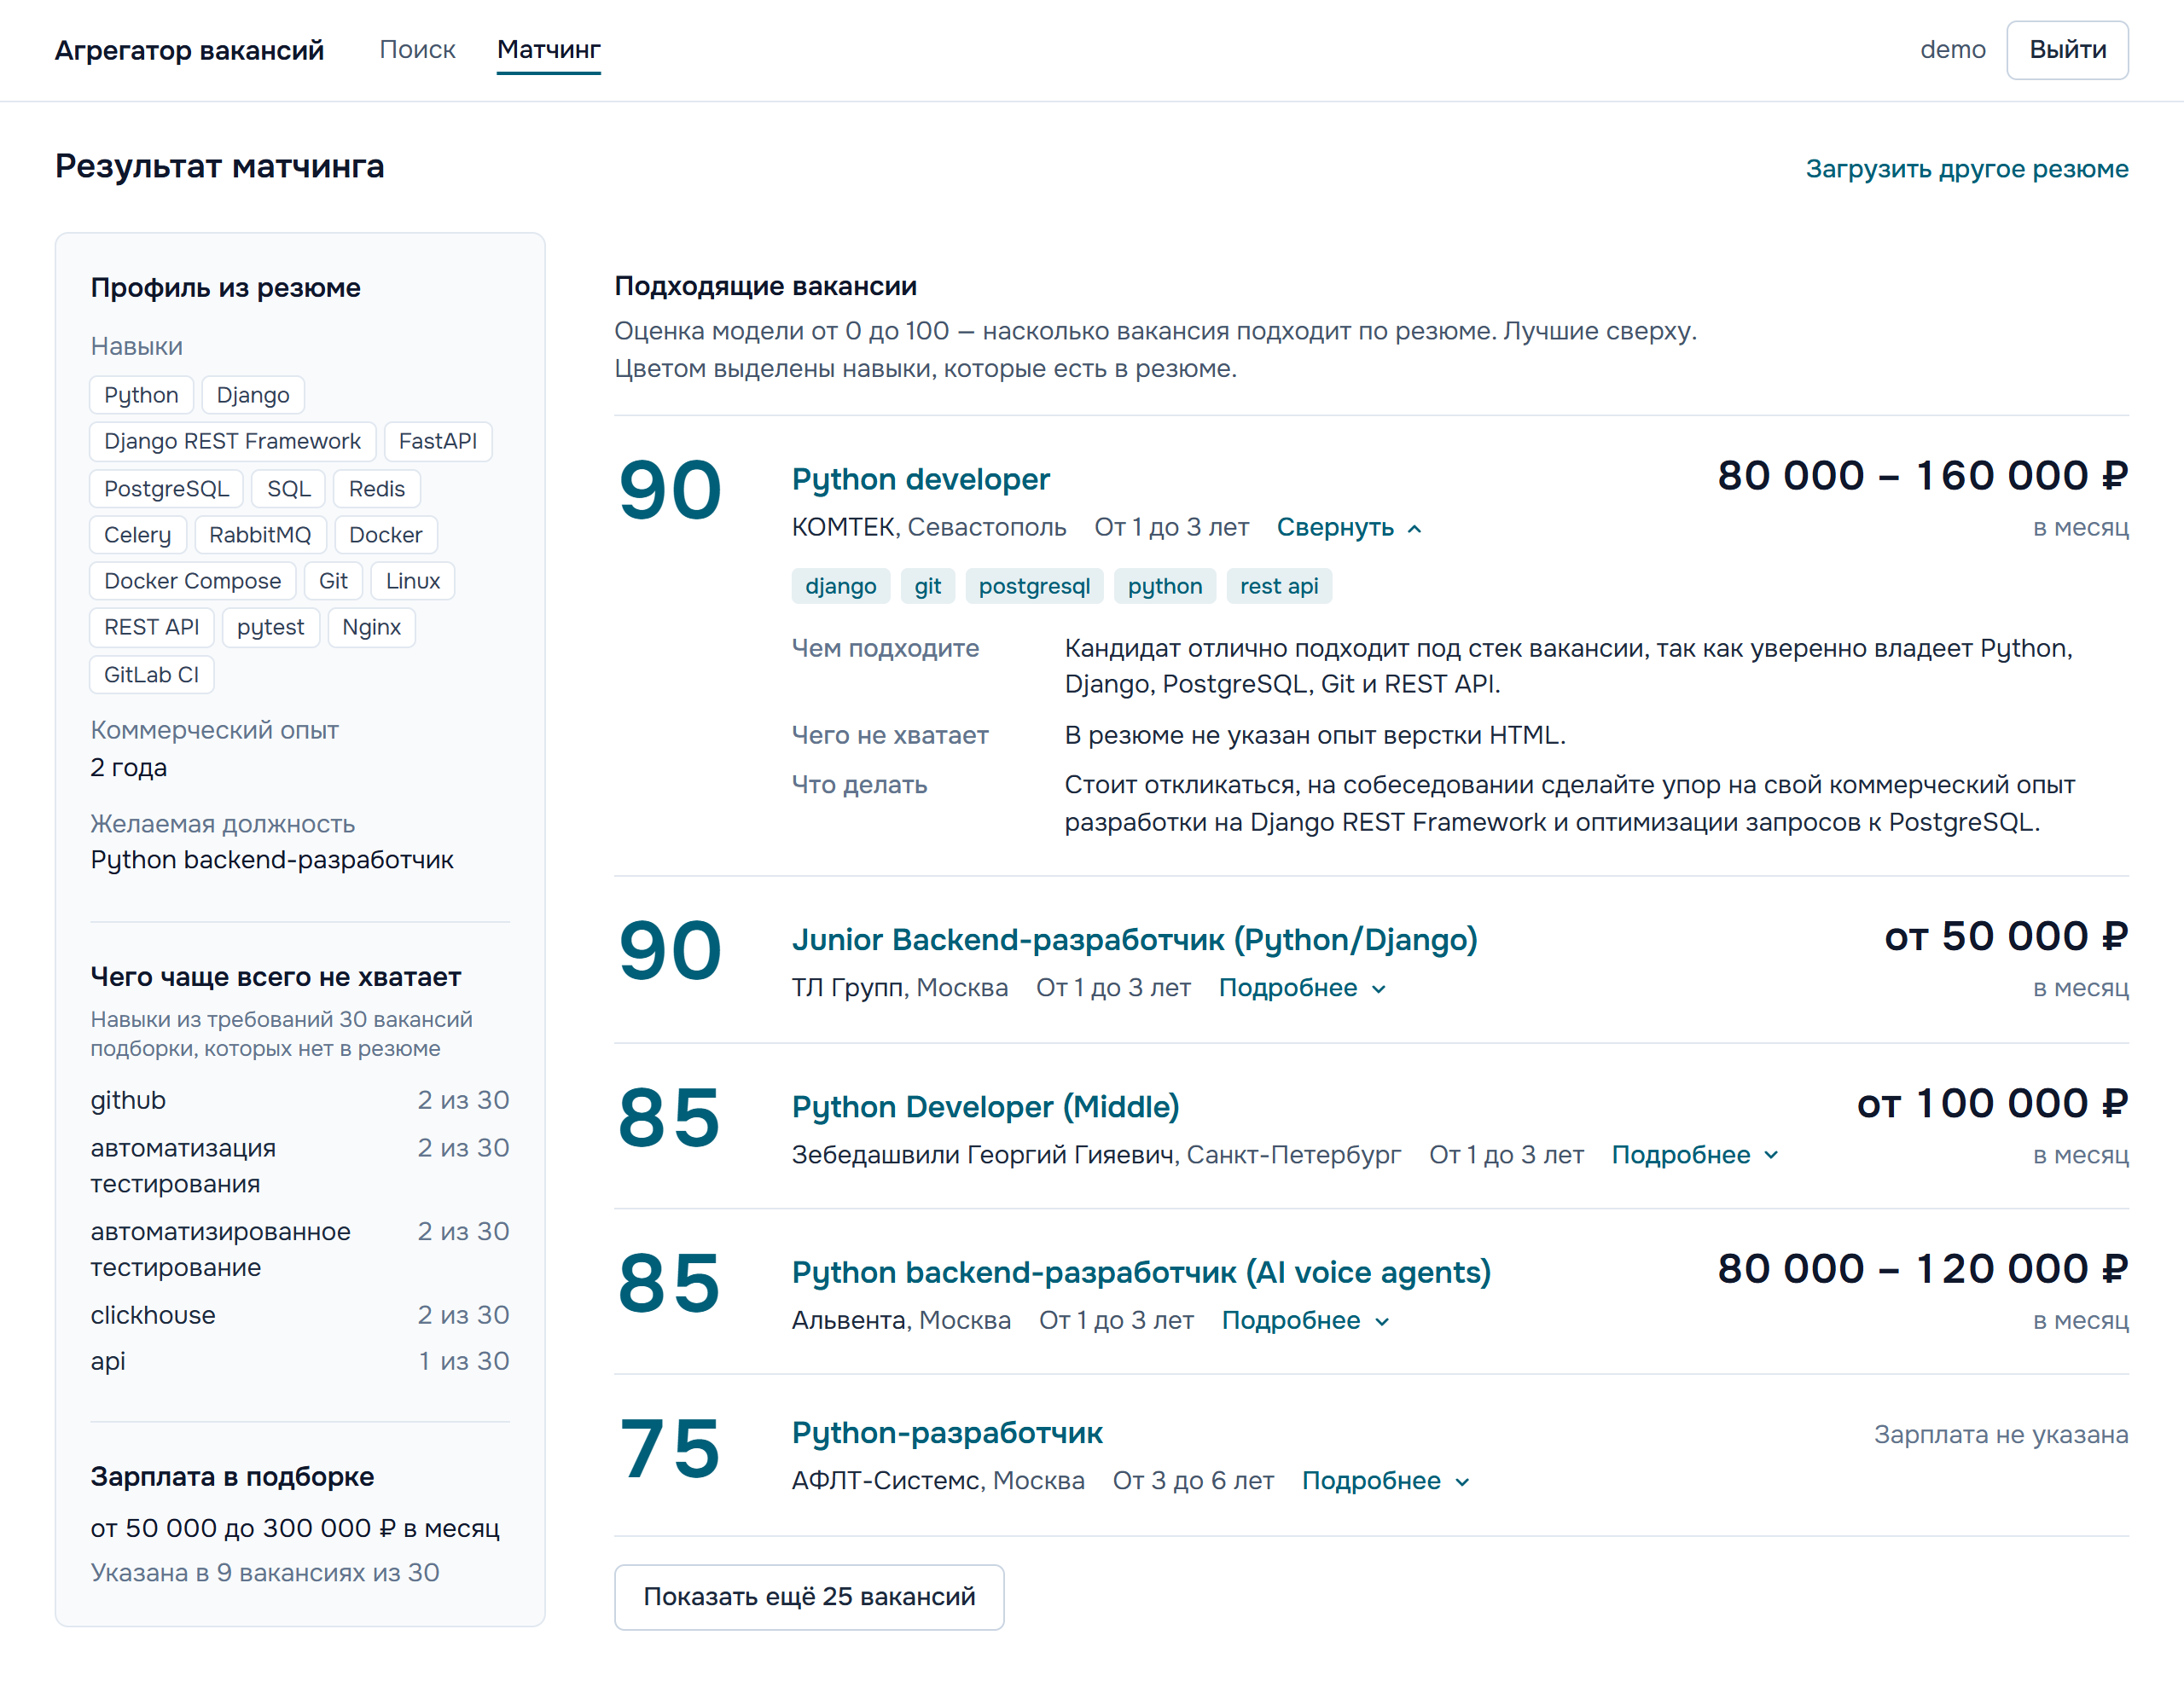 Агрегатор вакансий
Поиск
Матчинг
demo
Выйти
Результат матчинга
Загрузить другое резюме
Профиль из резюме
Навыки
Python
Django
Django REST Framework
FastAPI
PostgreSQL
SQL
Redis
Celery
RabbitMQ
Docker
Docker Compose
Git
Linux
REST API
pytest
Nginx
GitLab CI
Коммерческий опыт
2 года
Желаемая должность
Python backend-разработчик
Чего чаще всего не хватает
Навыки из требований 30 вакансий
подборки, которых нет в резюме
github 2 из 30
автоматизация 2 из 30
тестирования
автоматизированное 2 из 30
тестирование
clickhouse 2 из 30
api 1 из 30
Зарплата в подборке
от 50 000 до 300 000 ₽ в месяц
Указана в 9 вакансиях из 30
Подходящие вакансии
Оценка модели от 0 до 100 — насколько вакансия подходит по резюме. Лучшие сверху.
Цветом выделены навыки, которые есть в резюме.
90
Python developer
80 000 – 160 000 ₽
КОМТЕК, Севастополь От 1 до 3 лет Свернуть
в месяц
django git postgresql python rest api
Чем подходите
Кандидат отлично подходит под стек вакансии, так как уверенно владеет Python,
Django, PostgreSQL, Git и REST API.
Чего не хватает
В резюме не указан опыт верстки HTML.
Что делать
Стоит откликаться, на собеседовании сделайте упор на свой коммерческий опыт
разработки на Django REST Framework и оптимизации запросов к PostgreSQL.
90
Junior Backend-разработчик (Python/Django)
от 50 000 ₽
ТЛ Групп, Москва От 1 до 3 лет Подробнее
в месяц
85
Python Developer (Middle)
от 100 000 ₽
Зебедашвили Георгий Гияевич, Санкт-Петербург От 1 до 3 лет Подробнее
в месяц
85
Python backend-разработчик (AI voice agents)
80 000 – 120 000 ₽
Альвента, Москва От 1 до 3 лет Подробнее
в месяц
75
Python-разработчик
Зарплата не указана
АФЛТ-Системс, Москва От 3 до 6 лет Подробнее
Показать ещё 25 вакансий